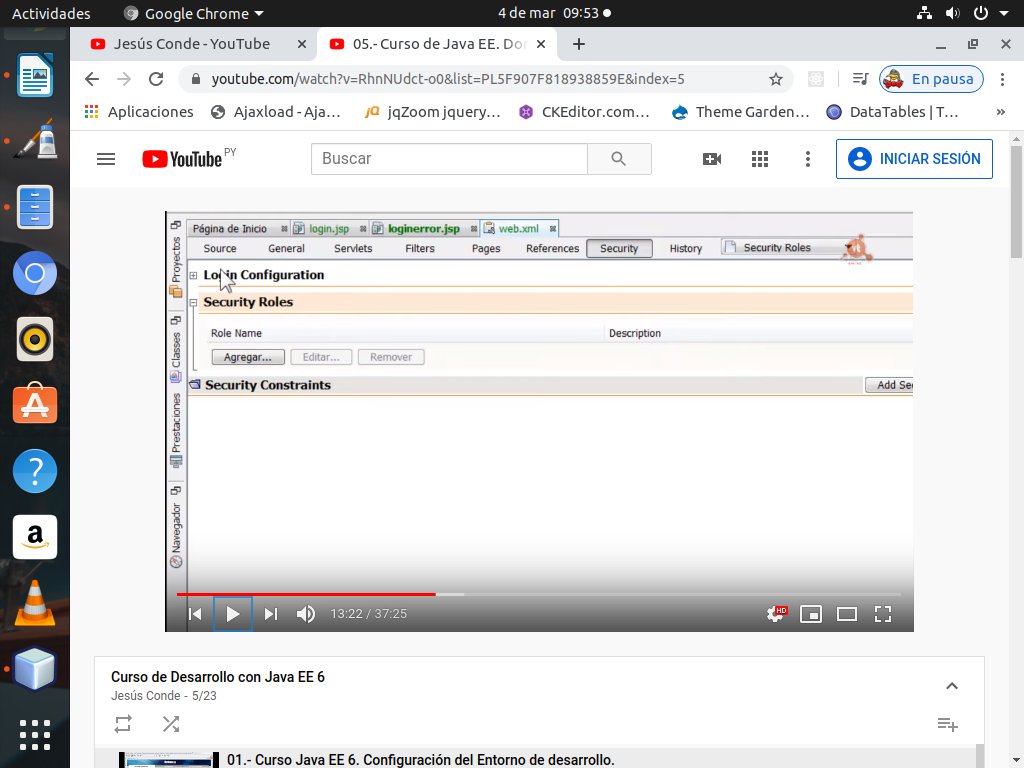 Actividades Google Chrome 4 de mar 09:53
Jesús Conde - YouTube 05.- Curso de Java EE. Dor
youtube.com/watch?v=RhnNUdct-o0&list=PL5F907F818938859E&index=5 En pausa
Aplicaciones Ajaxload - Aja... jQ jqZoom jquery... CKEditor.com... Theme Garden... DataTables | T... »
YouTube PY Buscar INICIAR SESIÓN
Página de Inicio login.jsp loginerror.jsp web.xml
Source General Servlets Filters Pages References Security History Security Roles
Login Configuration
Security Roles
Role Name Description
Agregar... Editar... Remover
Security Constraints Add Sec
Proyectos
Classes
Prestaciones
Navegador
13:22 / 37:25 HD
Curso de Desarrollo con Java EE 6
Jesús Conde - 5/23
01.- Curso Java EE 6. Configuración del Entorno de desarrollo.